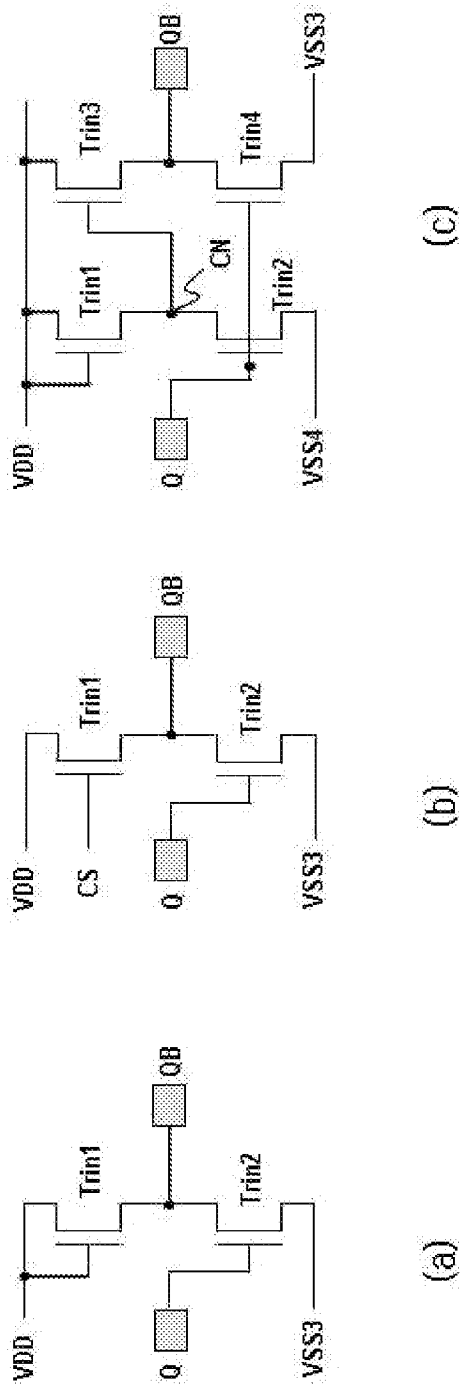 VDD
Trin1
QB
Q
Trin2
VSS3
(a)
VDD
Trin1
CS
QB
Q
Trin2
VSS3
(b)
VDD
Trin1
Trin3
QB
CN
Q
Trin2
Trin4
VSS4
VSS3
(c)